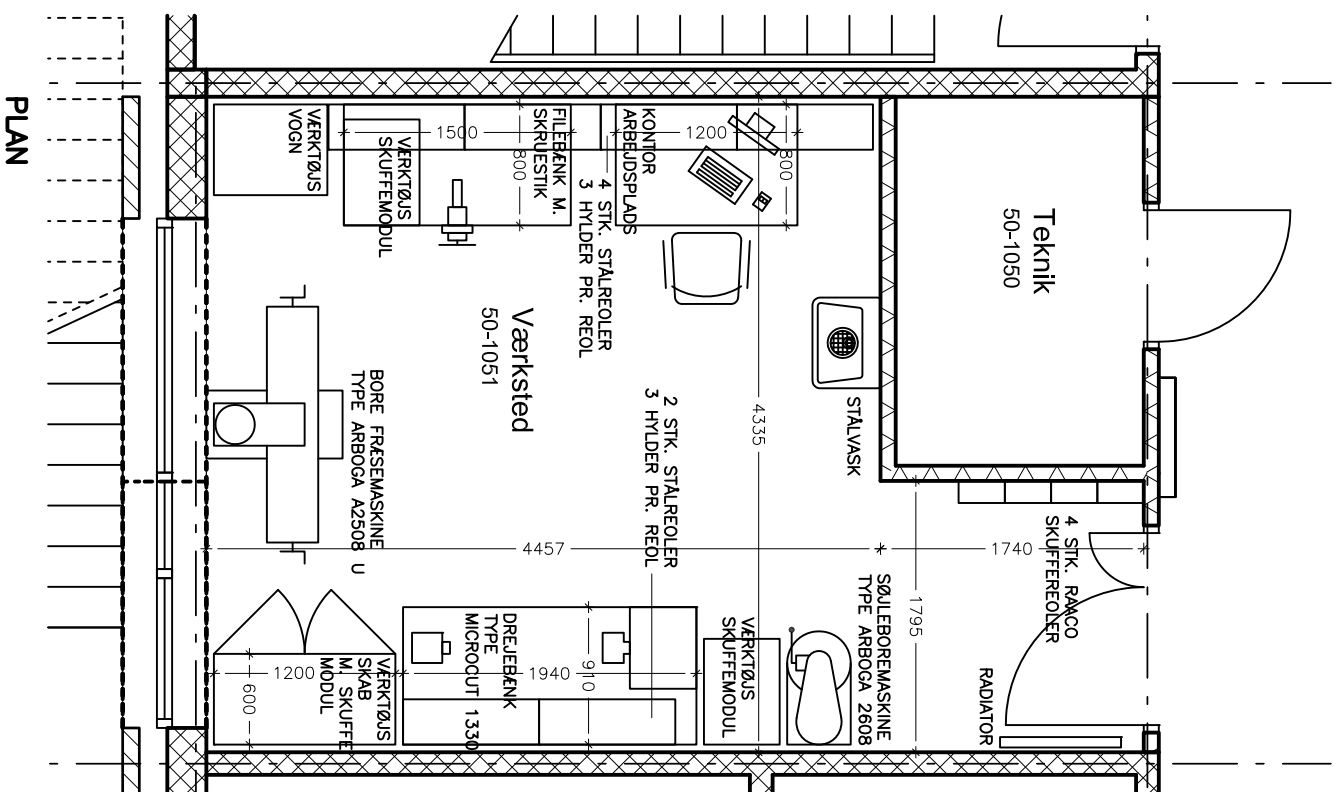 PLAN
VÆRKTØJS
VOGN
VÆRKTØJS
SKUFFEMODUL
1500
800
FILEBÆNK M.
SKRUESTIK
KONTOR
ARBEJDSPLADS
1200
800
4 STK. STÅLREOLER
3 HYLDER PR. REOL
Teknik
50-1050
Værksted
50-1051
BORE FRÆSEMASKINE
TYPE ARBOGA A2508 U
2 STK. STÅLREOLER
3 HYLDER PR. REOL
4335
STÅLVASK
4457
1740
1795
4 STK. RAACO
SKUFFEREOLER
SØJLEBOREMASKINE
TYPE ARBOGA 2608
RADIATOR
VÆRKTØJS
SKUFFEMODUL
DREJEBÆNK
TYPE
MICROCUT 1330
1940
910
VÆRKTØJS
SKAB
M. SKUFFE
MODUL
1200
600